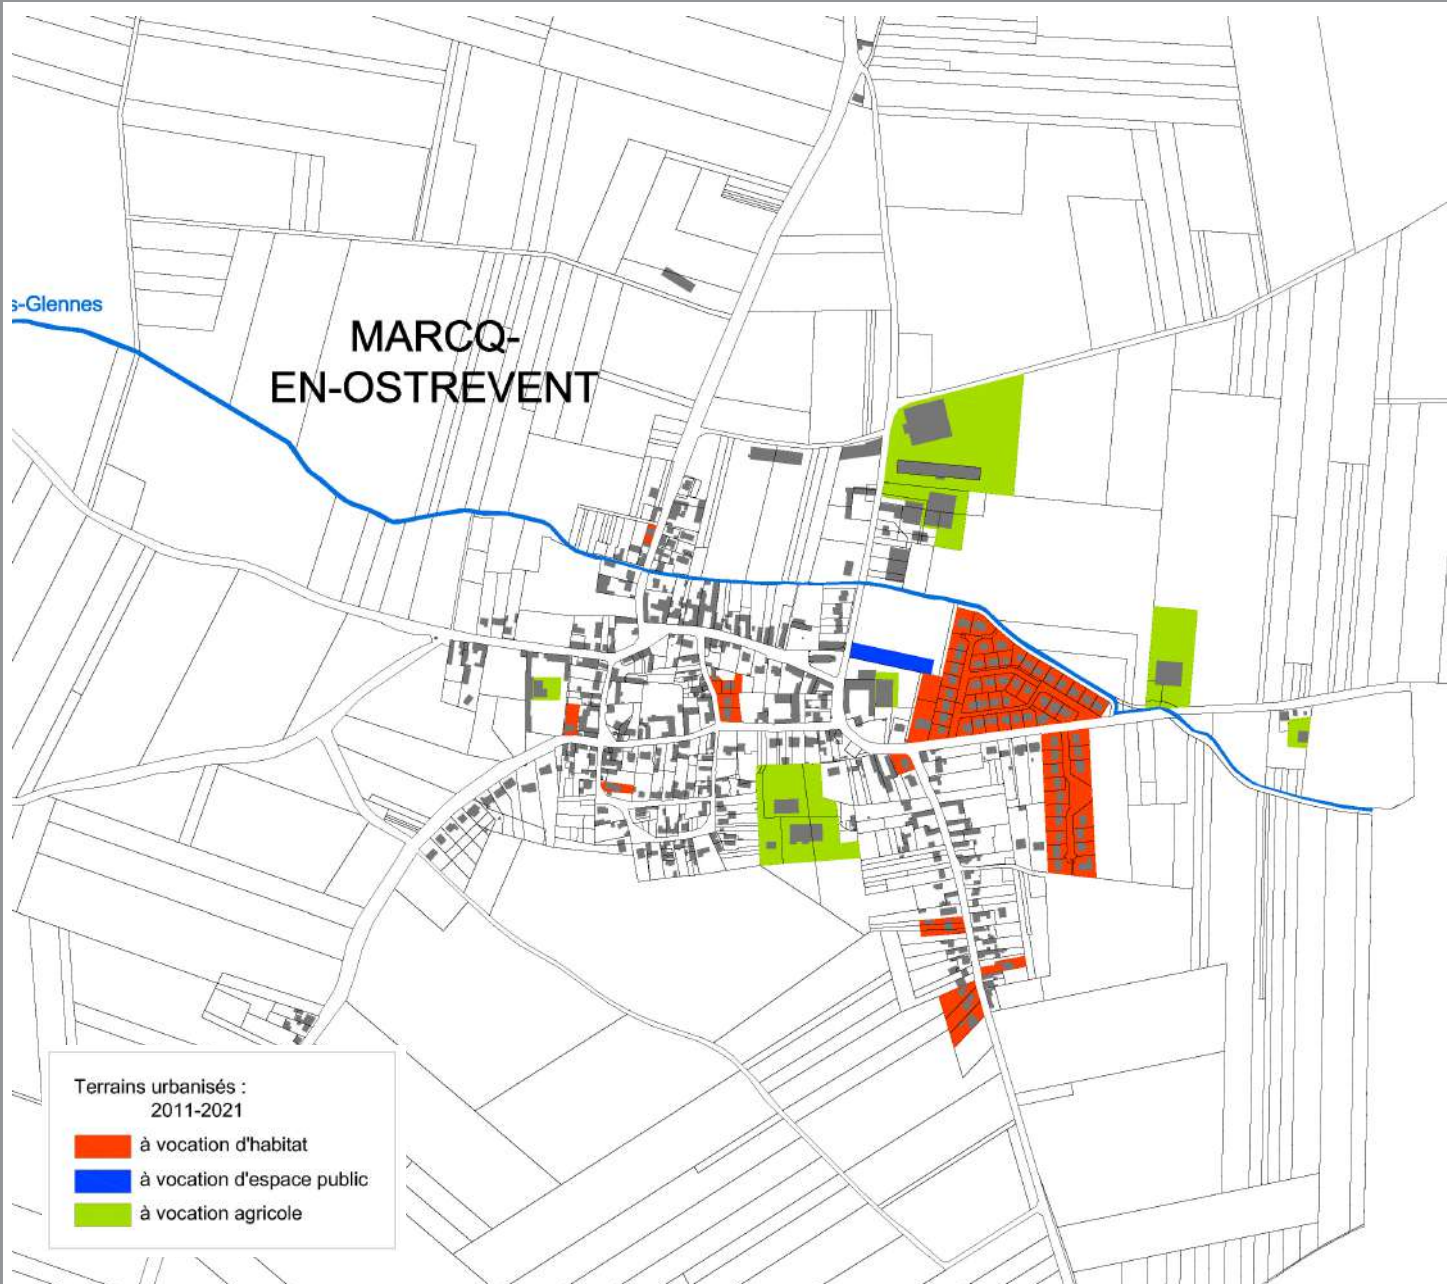 s-Glennes
MARCQ-
EN-OSTREVENT
Terrains urbanisés :
2011-2021
à vocation d'habitat
à vocation d'espace public
à vocation agricole